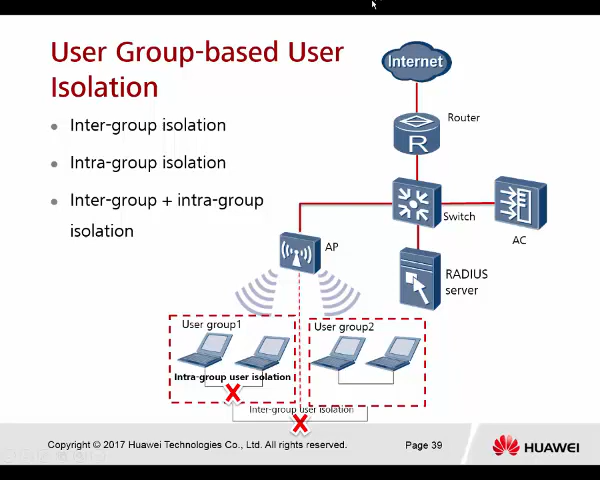 User Group-based User
Isolation
Internet
Inter-group isolation
Router
R
Intra-group isolation
Inter-group + intra-group
isolation
Switch
AC
AP
RADIUS
server
User group1
User group2
Intra-group user isolation
Inter-group user isolation
Copyright © 2017 Huawei Technologies Co., Ltd. All rights reserved.
Page 39
HUAWEI